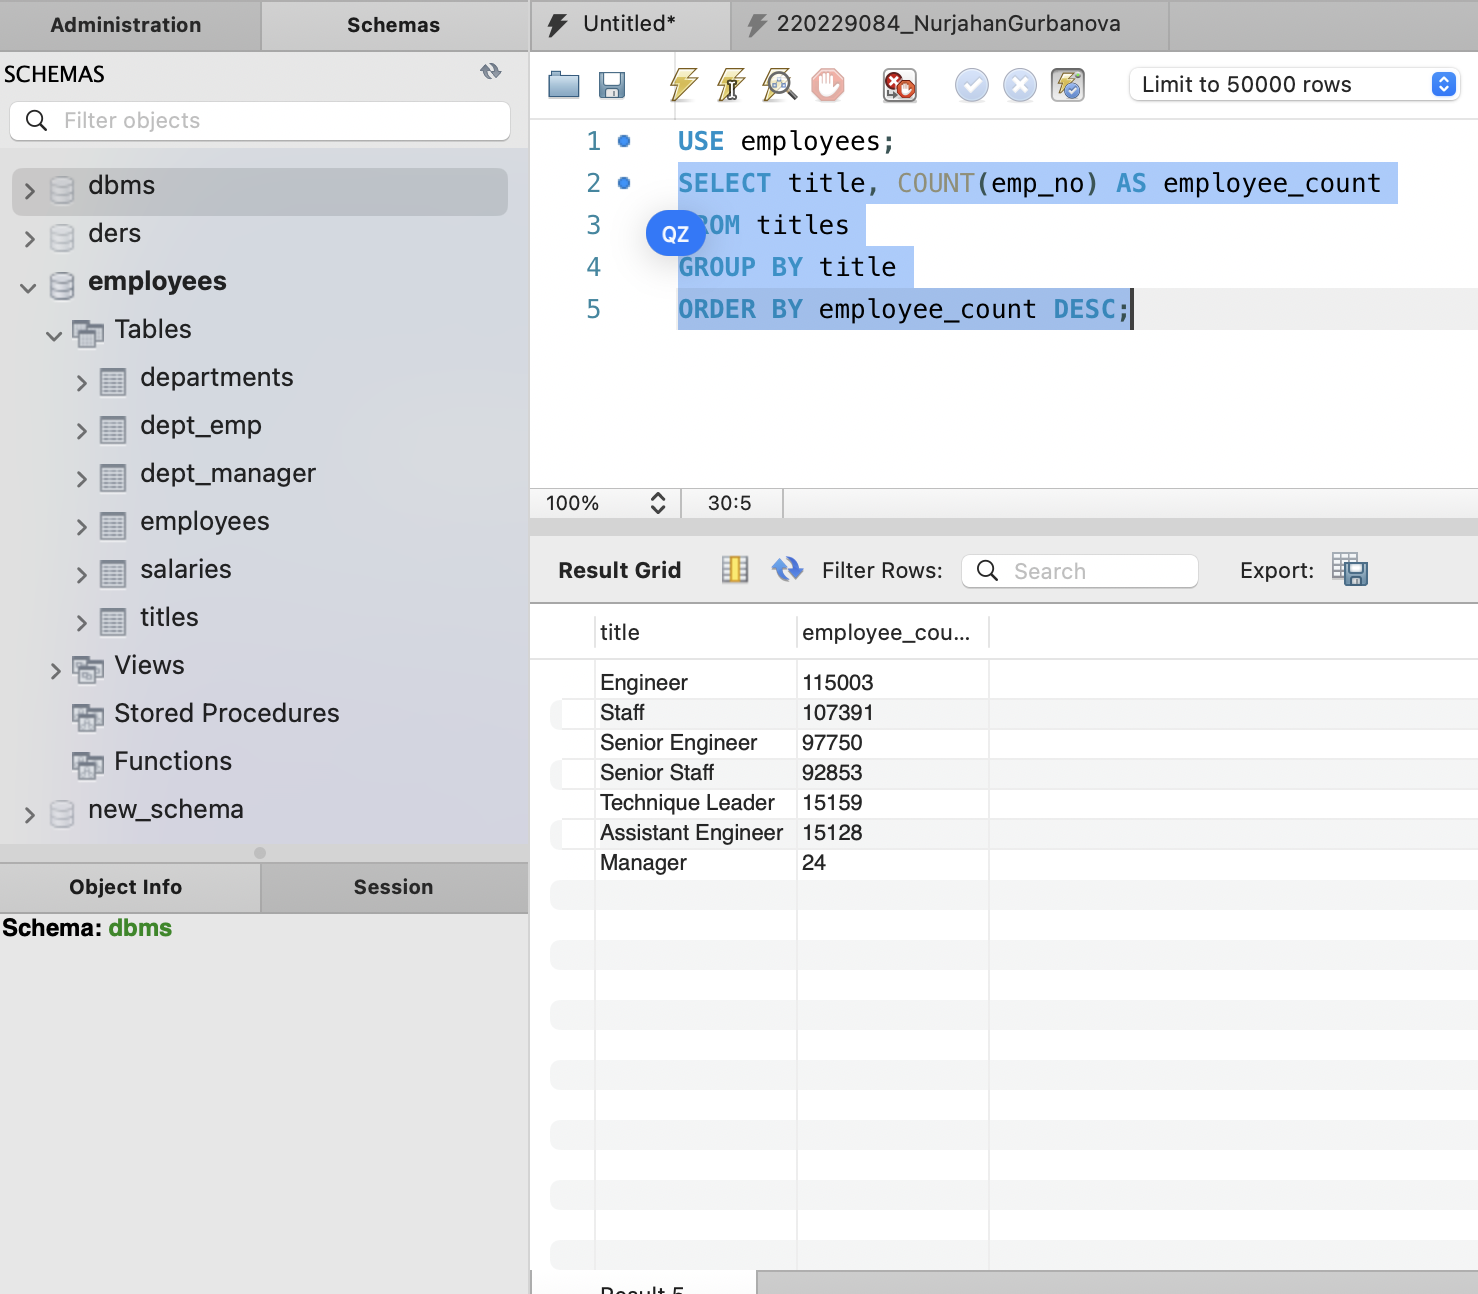 Administration
Schemas
SCHEMAS
Filter objects
dbms
ders
employees
Tables
departments
dept_emp
dept_manager
employees
salaries
titles
Views
Stored Procedures
Functions
new_schema
Object Info
Session
Schema: dbms
Untitled*
220229084_NurjahanGurbanova
Limit to 50000 rows
1 USE employees;
2 SELECT title, COUNT(emp_no) AS employee_count
3 ROM titles
QZ
4 GROUP BY title
5 ORDER BY employee_count DESC;
100%
30:5
Result Grid
Filter Rows:
Search
Export:
title employee_cou...
Engineer 115003
Staff 107391
Senior Engineer 97750
Senior Staff 92853
Technique Leader 15159
Assistant Engineer 15128
Manager 24
Result 5